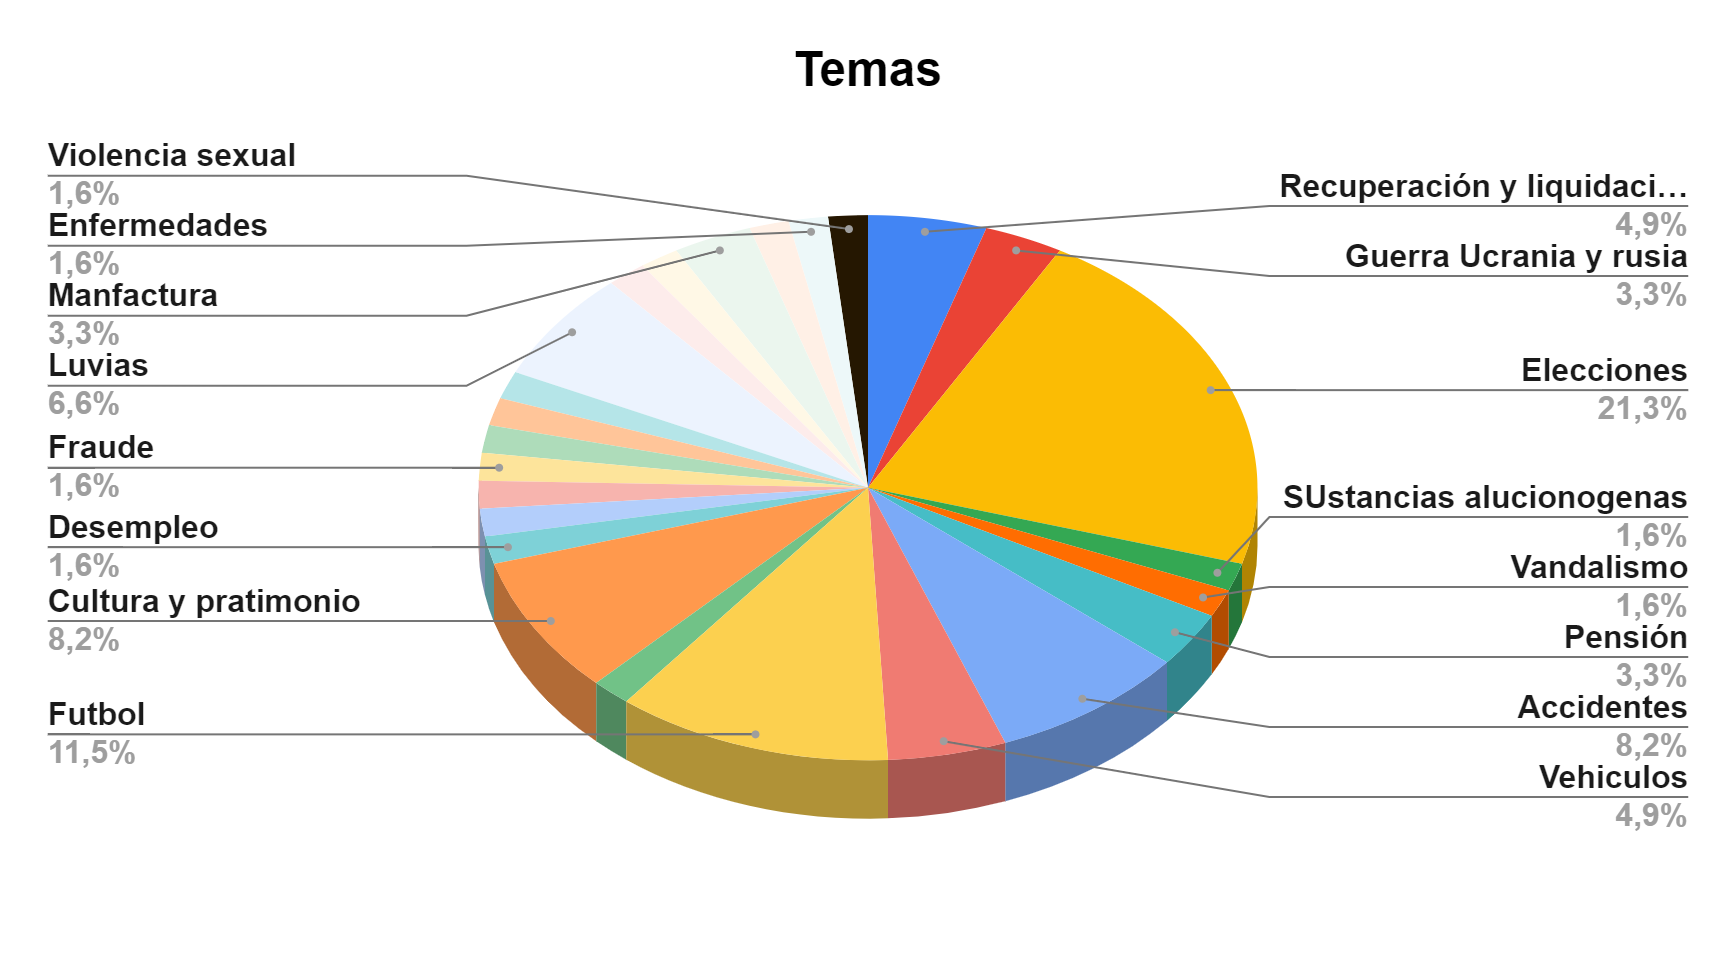 Temas
Violencia sexual
1,6%
Enfermedades
1,6%
Manfactura
3,3%
Luvias
6,6%
Fraude
1,6%
Desempleo
1,6%
Cultura y pratimonio
8,2%
Futbol
11,5%
Recuperación y liquidaci…
4,9%
Guerra Ucrania y rusia
3,3%
Elecciones
21,3%
SUstancias alucionogenas
1,6%
Vandalismo
1,6%
Pensión
3,3%
Accidentes
8,2%
Vehiculos
4,9%